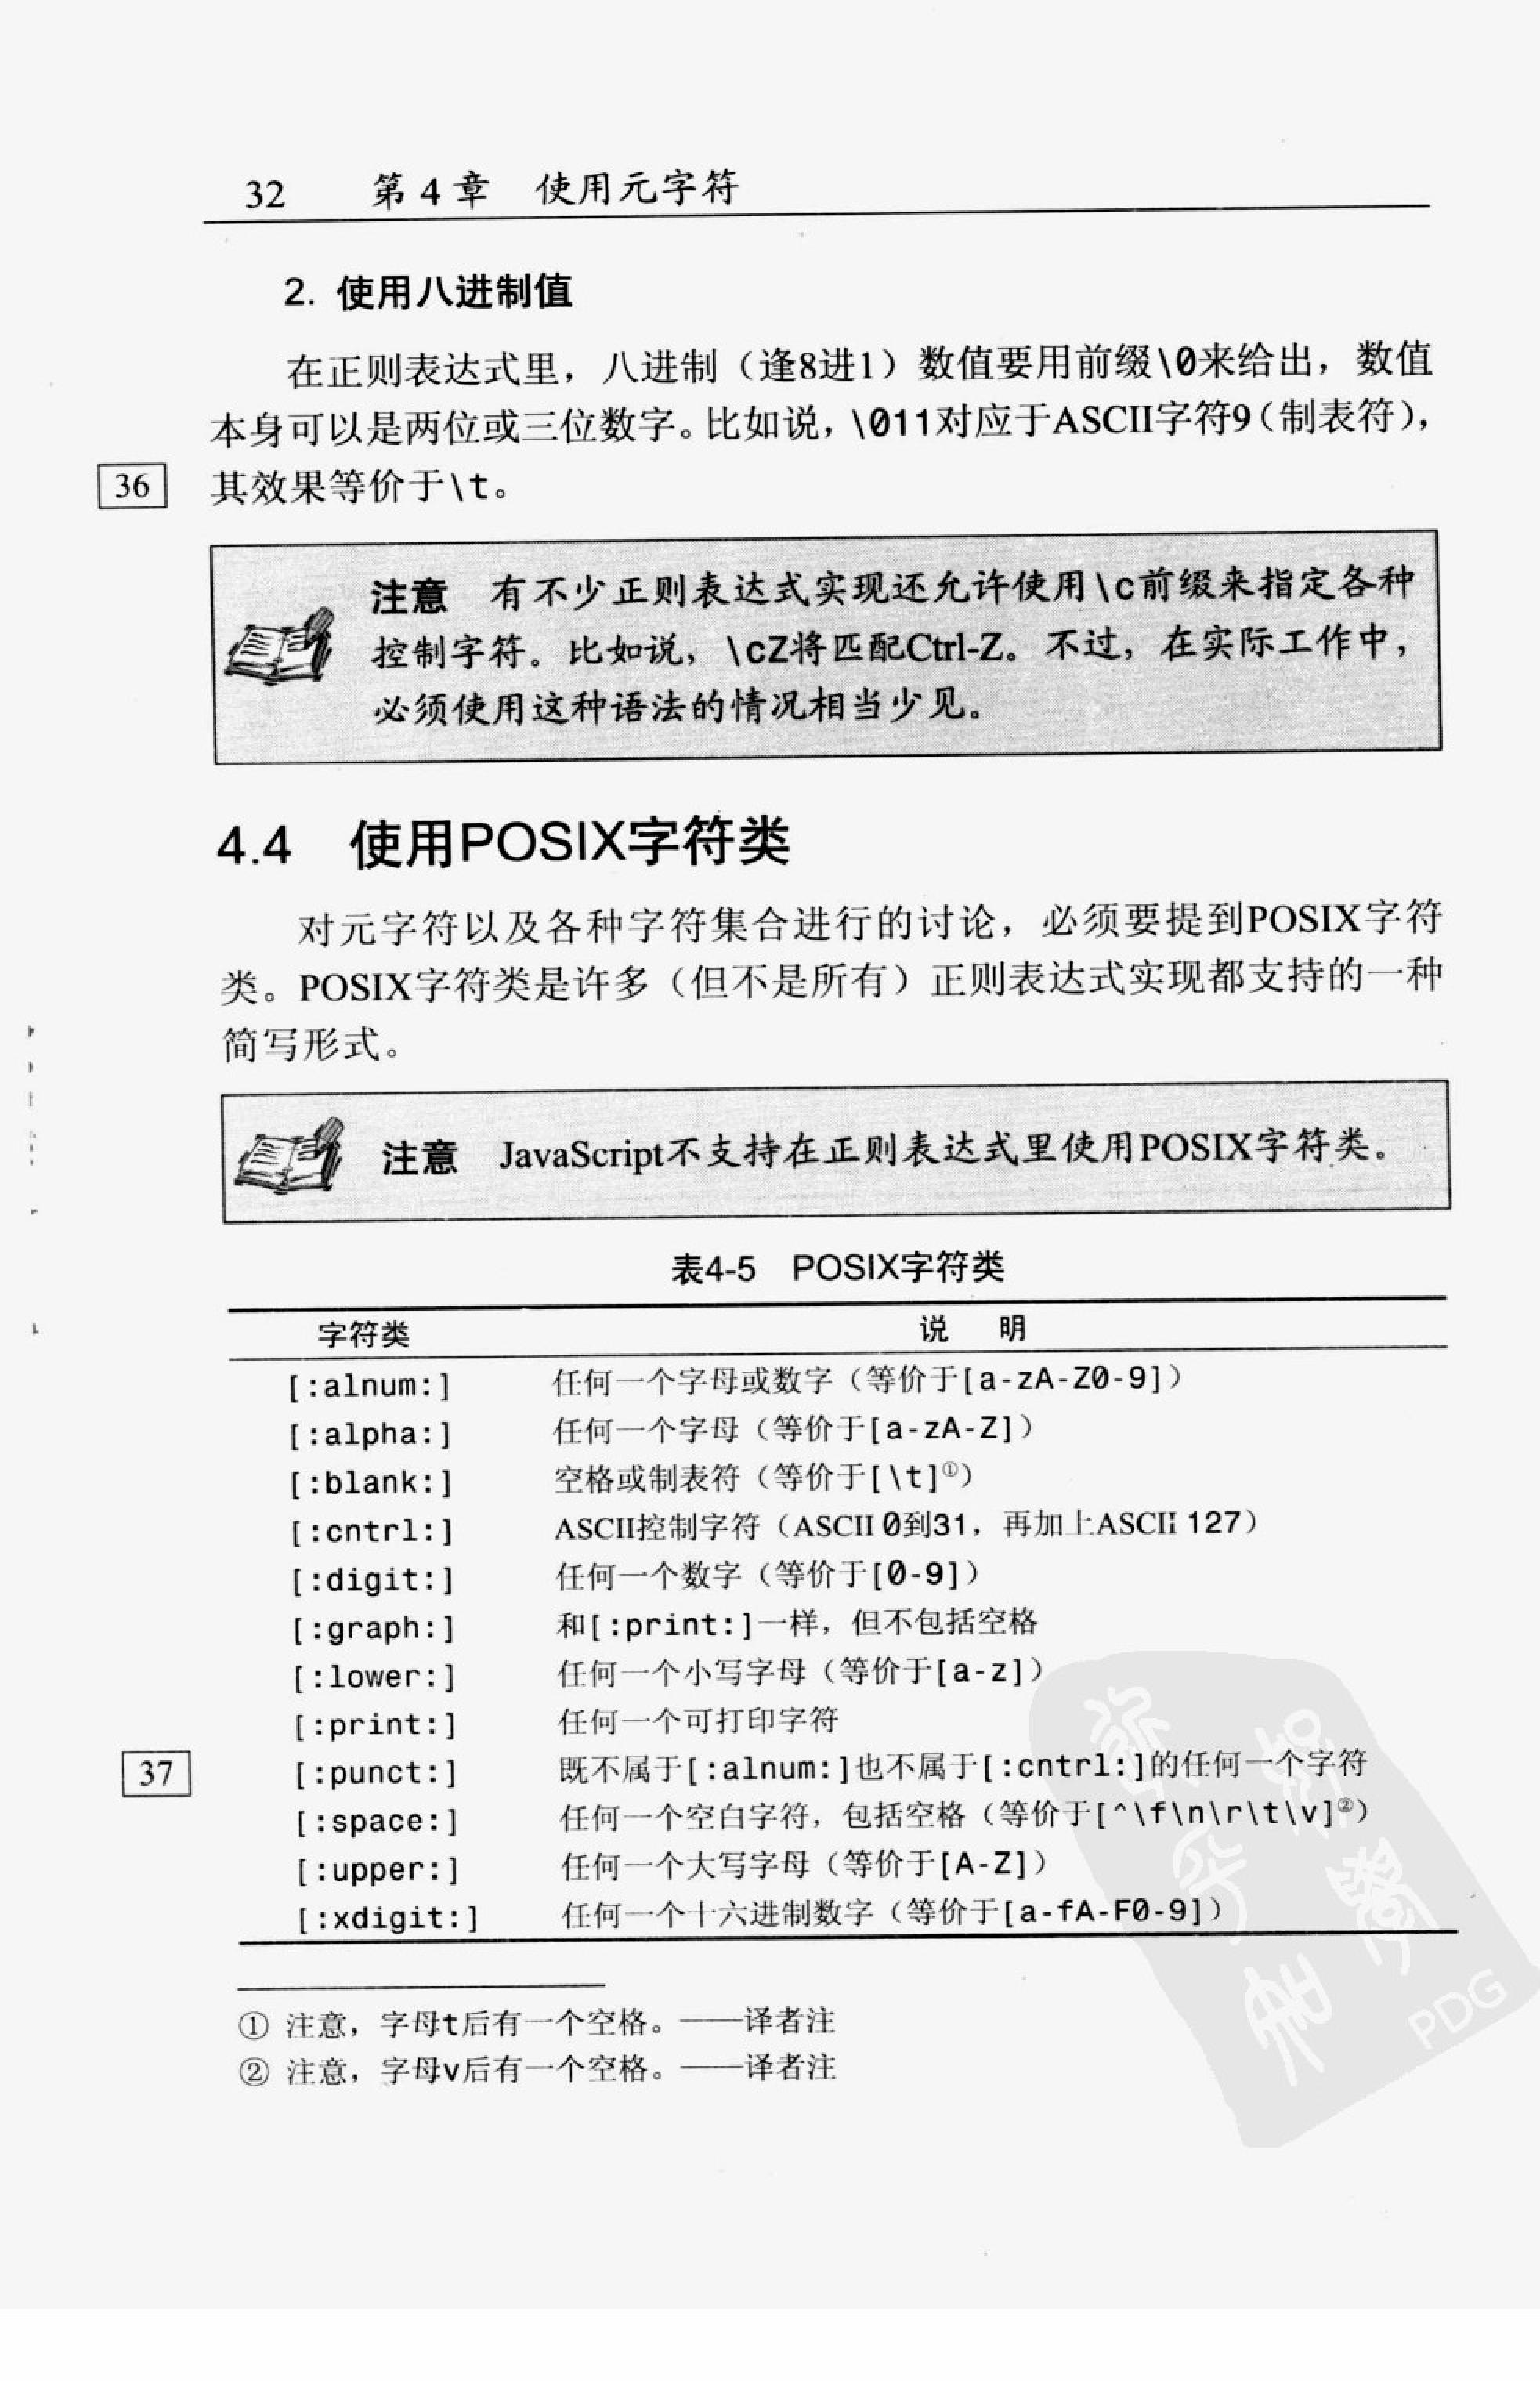 32 第4章 使用元字符
2. 使用八进制值
在正则表达式里，八进制（逢8进1）数值要用前缀\0来给出，数值
本身可以是两位或三位数字。比如说，\011对应于ASCII字符9（制表符），
36
其效果等价于\t。
注意 有不少正则表达式实现还允许使用\c前缀来指定各种
控制字符。比如说，\cZ将匹配Ctrl-Z。不过，在实际工作中，
必须使用这种语法的情况相当少见。
4.4 使用POSIX字符类
对元字符以及各种字符集合进行的讨论，必须要提到POSIX字符
类。POSIX字符类是许多（但不是所有）正则表达式实现都支持的一种
简写形式。
注意 JavaScript不支持在正则表达式里使用POSIX字符类。
表4-5 POSIX字符类
字符类 说 明
[:alnum:] 任何一个字母或数字（等价于[a-zA-Z0-9]）
[:alpha:] 任何一个字母（等价于[a-zA-Z]）
[:blank:] 空格或制表符（等价于[\t]①）
[:cntrl:] ASCII控制字符（ASCII 0到31，再加上ASCII 127）
[:digit:] 任何一个数字（等价于[0-9]）
[:graph:] 和[:print:]一样，但不包括空格
[:lower:] 任何一个小写字母（等价于[a-z]）
[:print:] 任何一个可打印字符
37
[:punct:] 既不属于[:alnum:]也不属于[:cntrl:]的任何一个字符
[:space:] 任何一个空白字符，包括空格（等价于[^\f\n\r\t\v]②）
[:upper:] 任何一个大写字母（等价于[A-Z]）
[:xdigit:] 任何一个十六进制数字（等价于[a-fA-F0-9]）
① 注意，字母t后有一个空格。——译者注
② 注意，字母v后有一个空格。——译者注
PDG